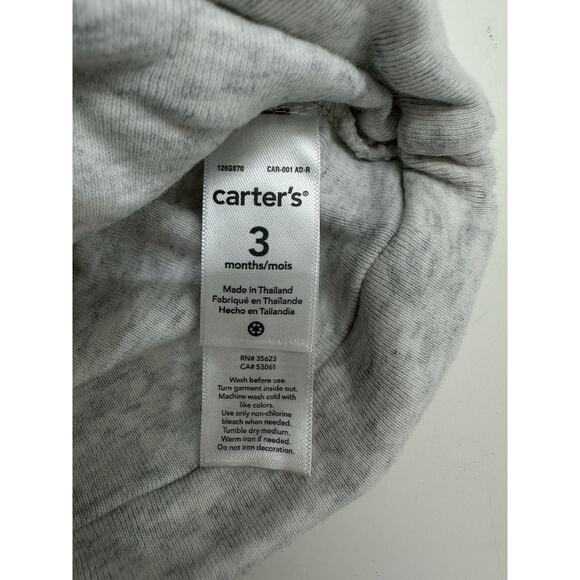 126G870 CAR-001 AD-R
carter's®
3
months/mois
Made in Thailand
Fabriqué en Thaïlande
Hecho en Tailandia
RN# 35623
CA# 53061
Wash before use.
Turn garment inside out.
Machine wash cold with
like colors.
Use only non-chlorine
bleach when needed.
Tumble dry medium.
Warm iron if needed.
Do not iron decoration.